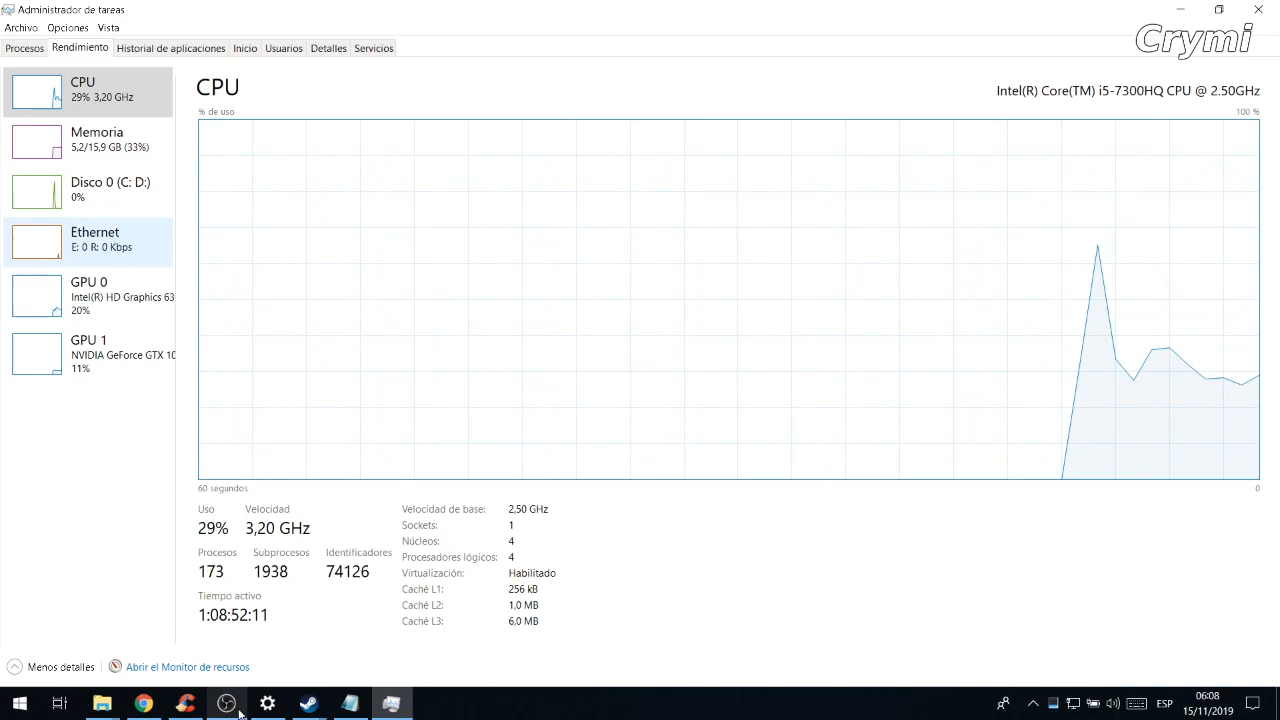 Administrador de tareas
Archivo Opciones Vista
Crymi
Procesos Rendimiento Historial de aplicaciones Inicio Usuarios Detalles Servicios
CPU
29% 3,20 GHz
Memoria
5,2/15,9 GB (33%)
Disco 0 (C: D:)
0%
Ethernet
E: 0 R: 0 Kbps
GPU 0
Intel(R) HD Graphics 63
20%
GPU 1
NVIDIA GeForce GTX 10
11%
CPU
Intel(R) Core(TM) i5-7300HQ CPU @ 2.50GHz
% de uso
100 %
60 segundos
0
Uso
29%
Velocidad
3,20 GHz
Procesos
173
Subprocesos
1938
Identificadores
74126
Tiempo activo
1:08:52:11
Velocidad de base: 2,50 GHz
Sockets: 1
Núcleos: 4
Procesadores lógicos: 4
Virtualización: Habilitado
Caché L1: 256 kB
Caché L2: 1,0 MB
Caché L3: 6,0 MB
Menos detalles
Abrir el Monitor de recursos
ESP
06:08
15/11/2019